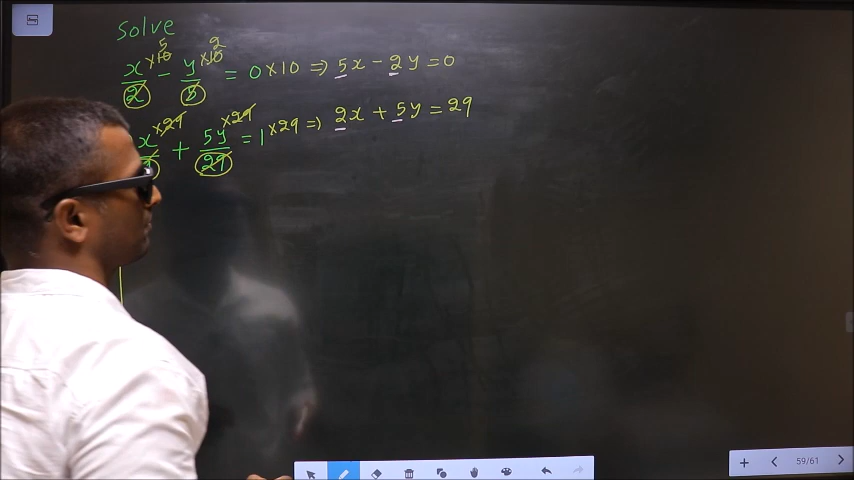 Solve
x/2 ×10 5 - y/5 ×10 2 = 0 × 10 ⇒ 5x - 2y = 0
x ×29 + 5y/29 ×29 = 1 × 29 ⇒ 2x + 5y = 29
59/61